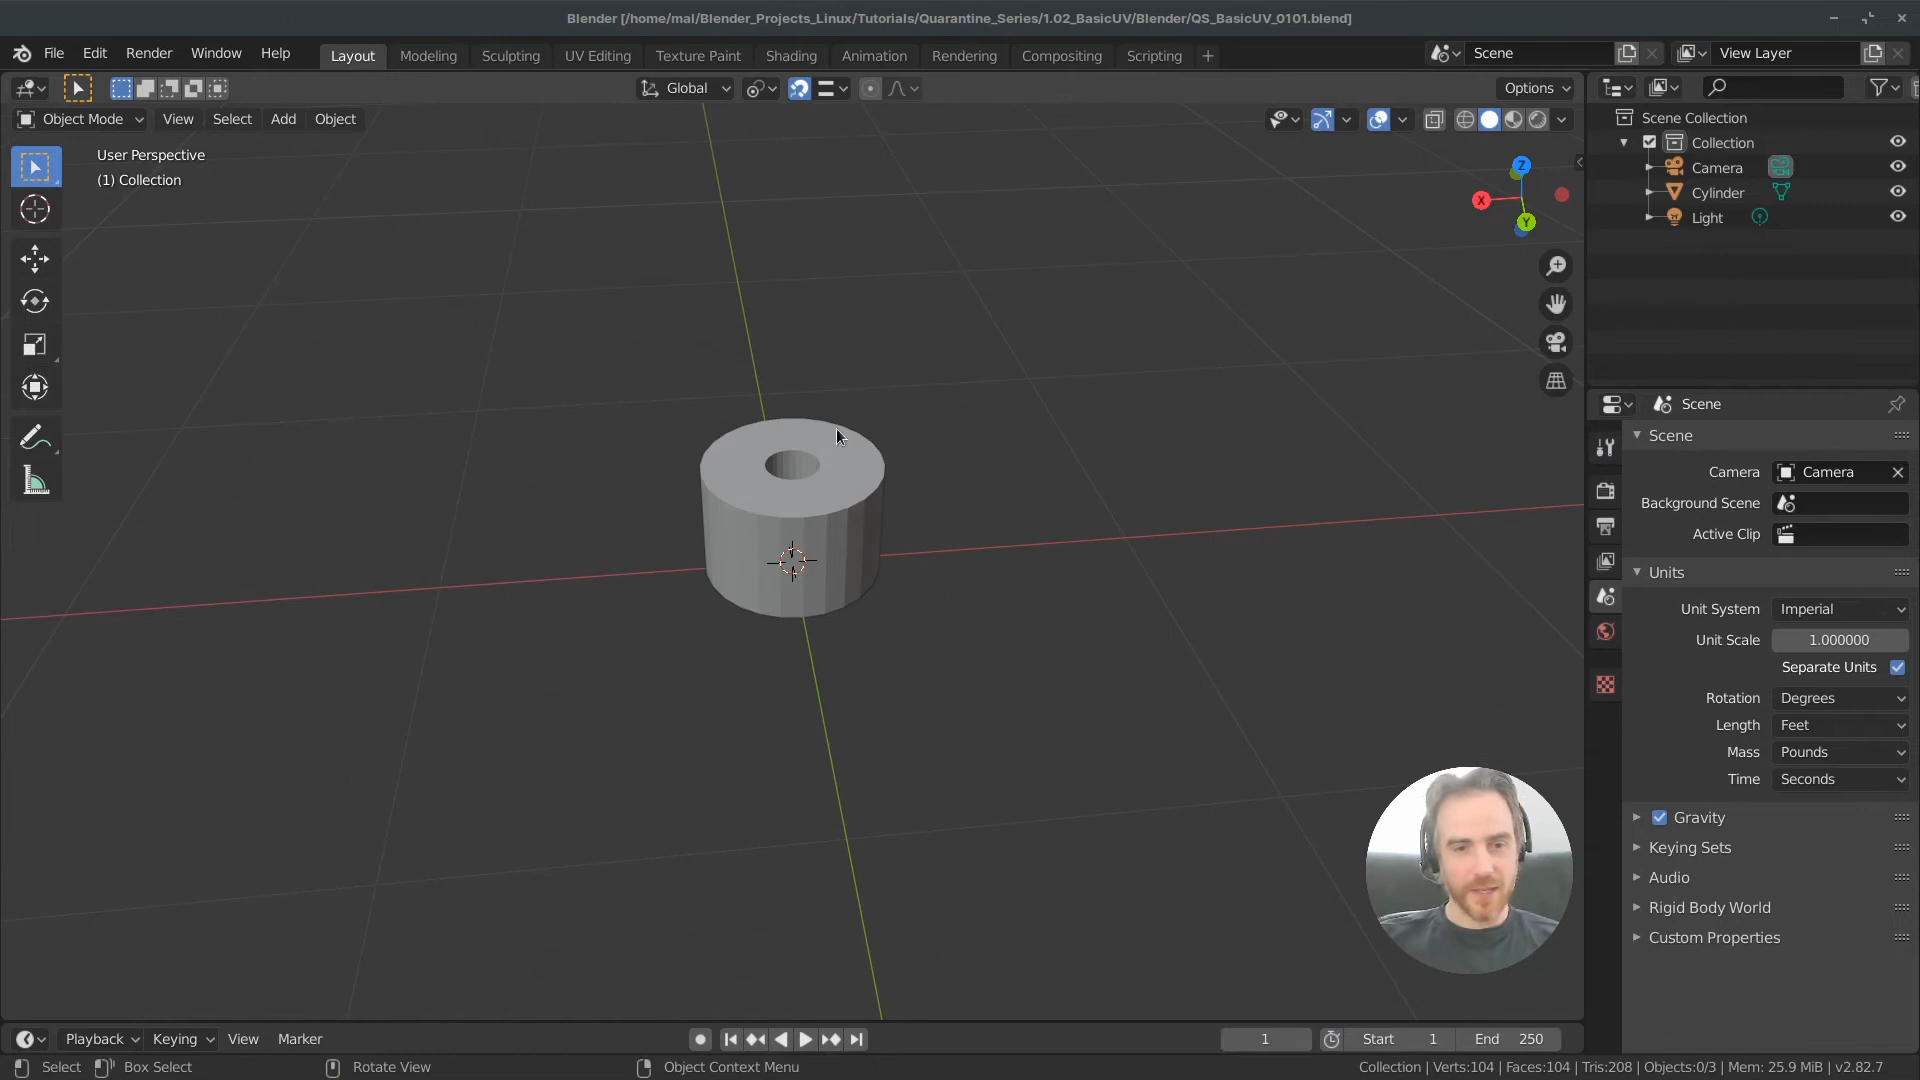 Blender [/home/mal/Blender_Projects_Linux/Tutorials/Quarantine_Series/1.02_BasicUV/Blender/QS_BasicUV_0101.blend]
File Edit Render Window Help Layout Modeling Sculpting UV Editing Texture Paint Shading Animation Rendering Compositing Scripting + Scene View Layer
Global Options
Object Mode View Select Add Object
User Perspective
(1) Collection
Z
X
Y
Scene Collection
Collection
Camera
Cylinder
Light
Scene
Scene
Camera Camera
Background Scene
Active Clip
Units
Unit System Imperial
Unit Scale 1.000000
Separate Units
Rotation Degrees
Length Feet
Mass Pounds
Time Seconds
Gravity
Keying Sets
Audio
Rigid Body World
Custom Properties
Playback Keying View Marker 1 Start 1 End 250
Select Box Select Rotate View Object Context Menu Collection | Verts:104 | Faces:104 | Tris:208 | Objects:0/3 | Mem: 25.9 MiB | v2.82.7